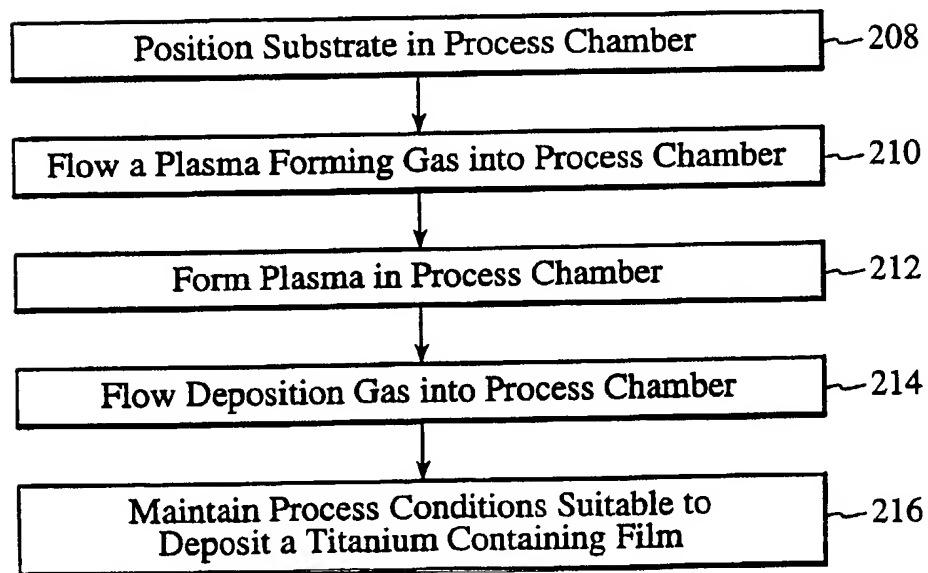 Position Substrate in Process Chamber 208
Flow a Plasma Forming Gas into Process Chamber 210
Form Plasma in Process Chamber 212
Flow Deposition Gas into Process Chamber 214
Maintain Process Conditions Suitable to
Deposit a Titanium Containing Film 216